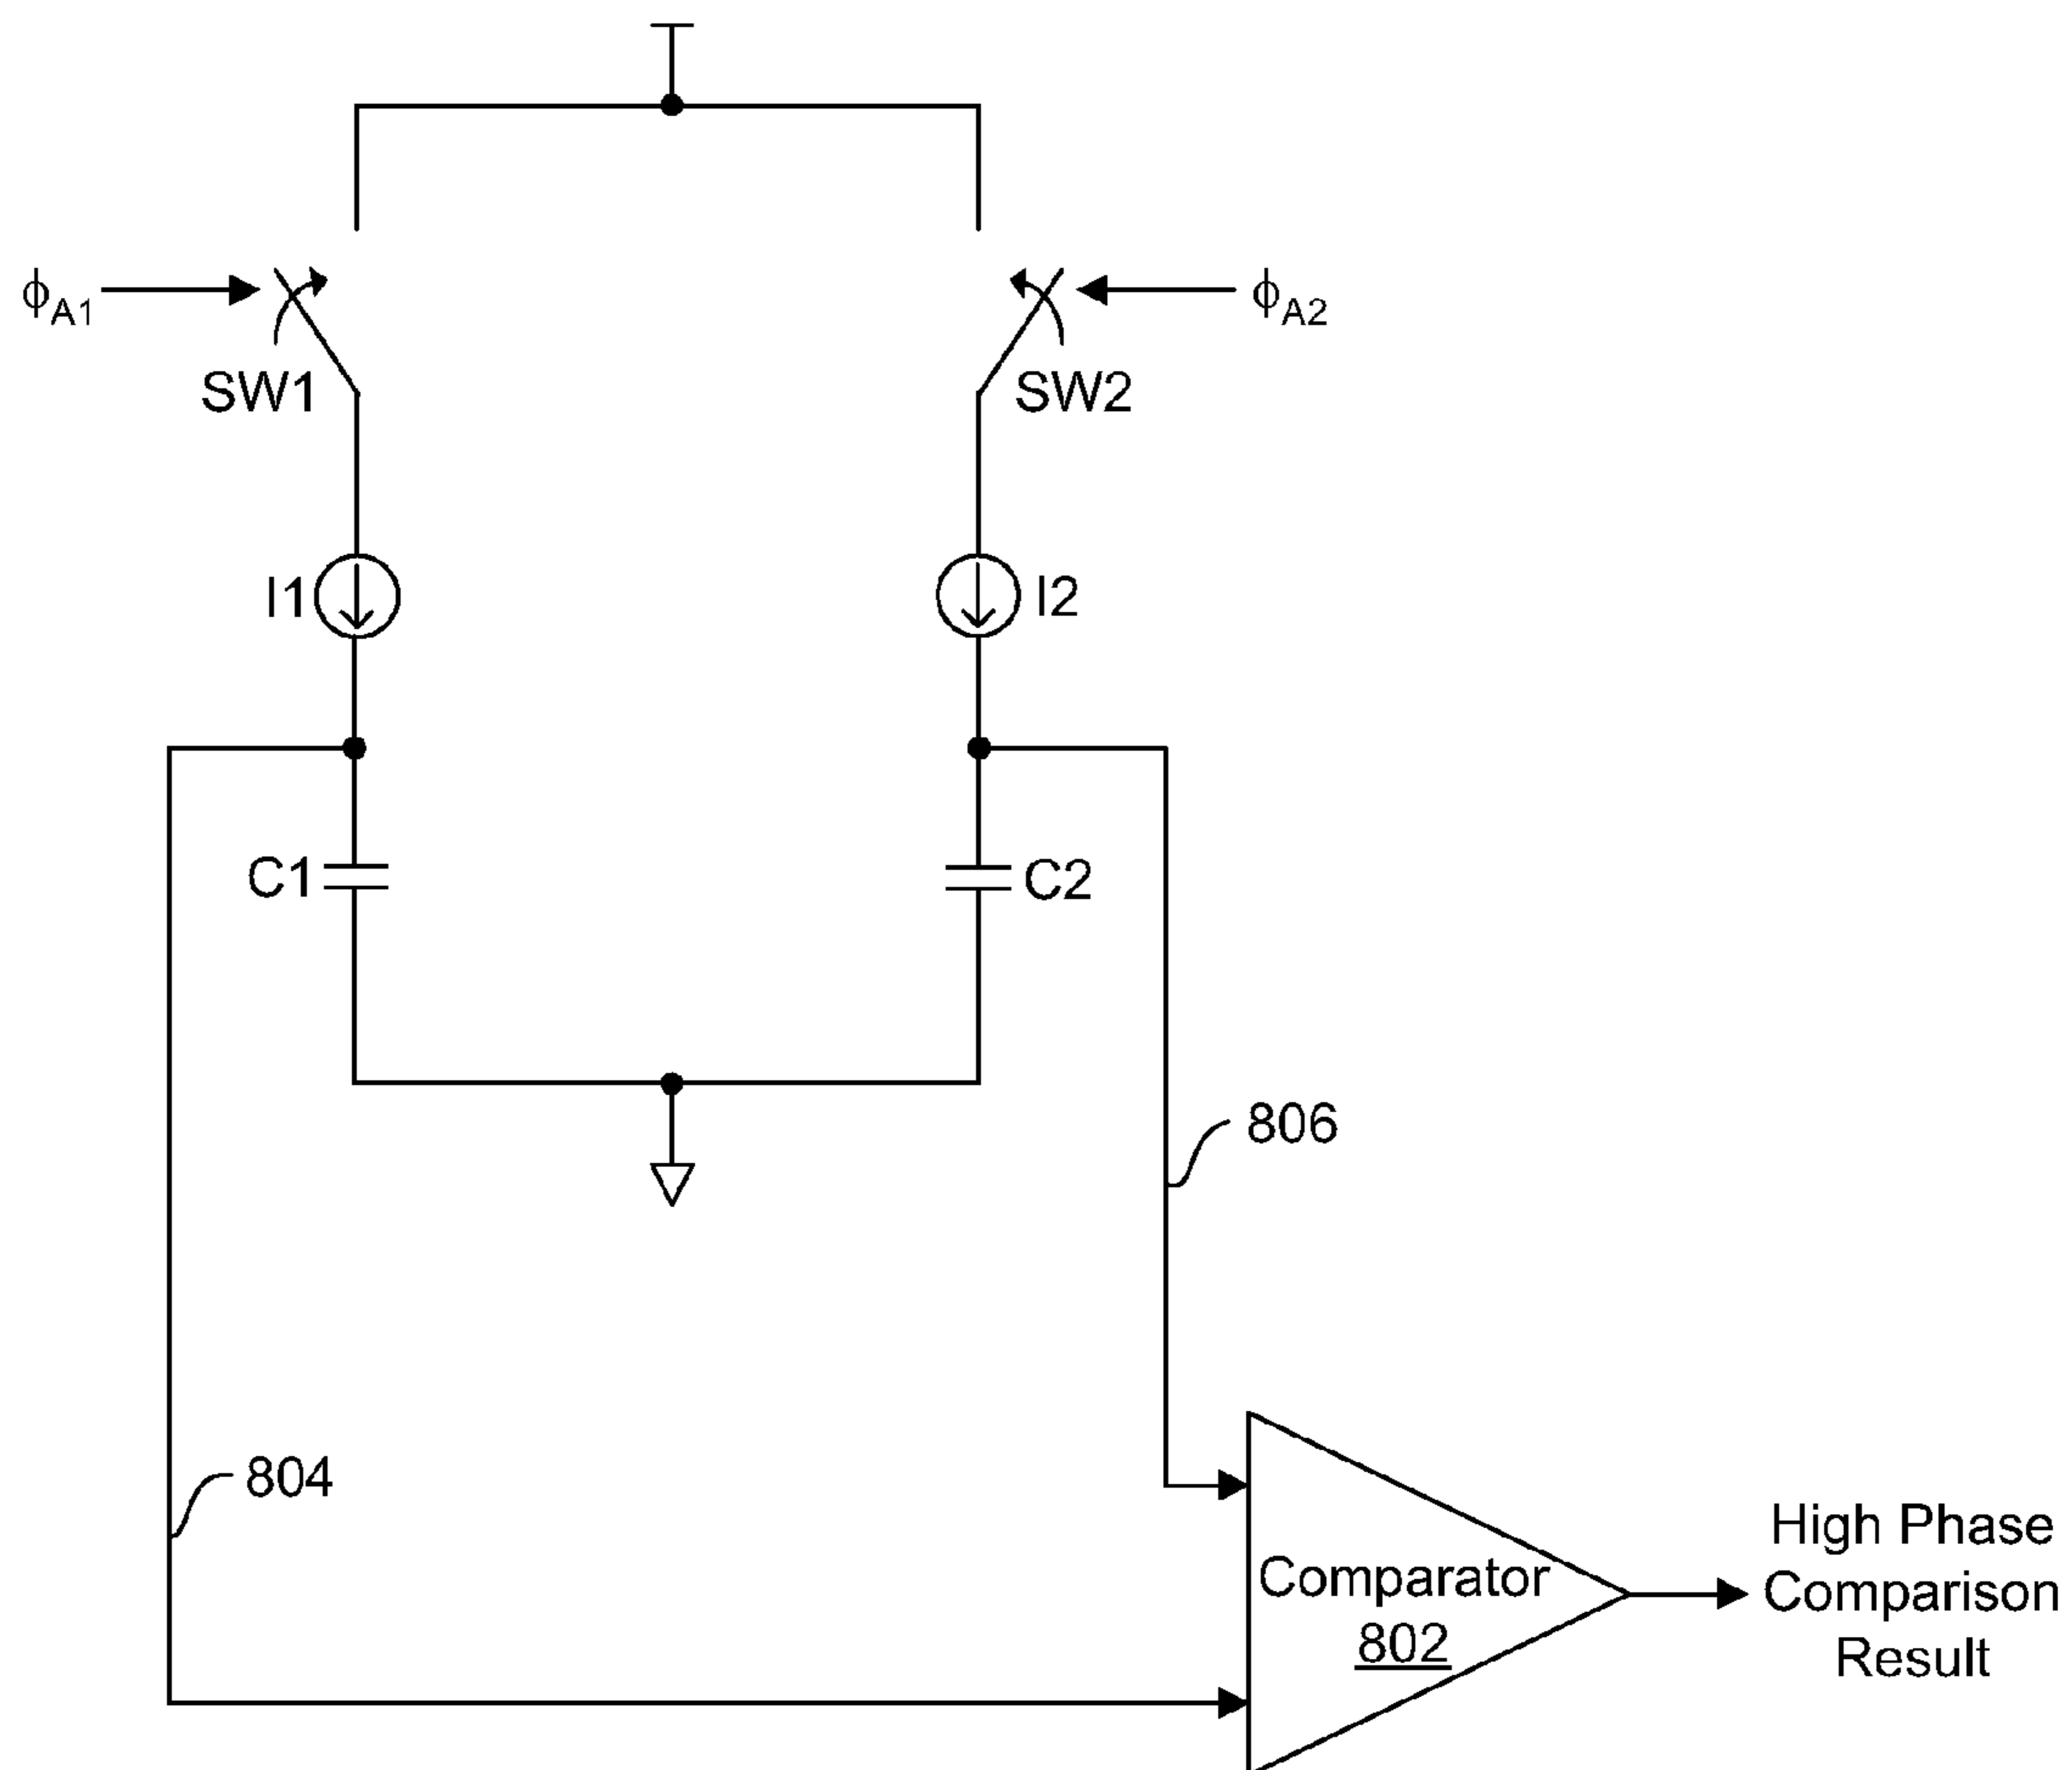 ϕA1
SW1
SW2
ϕA2
I1
I2
C1
C2
806
804
Comparator
802
High Phase
Comparison
Result